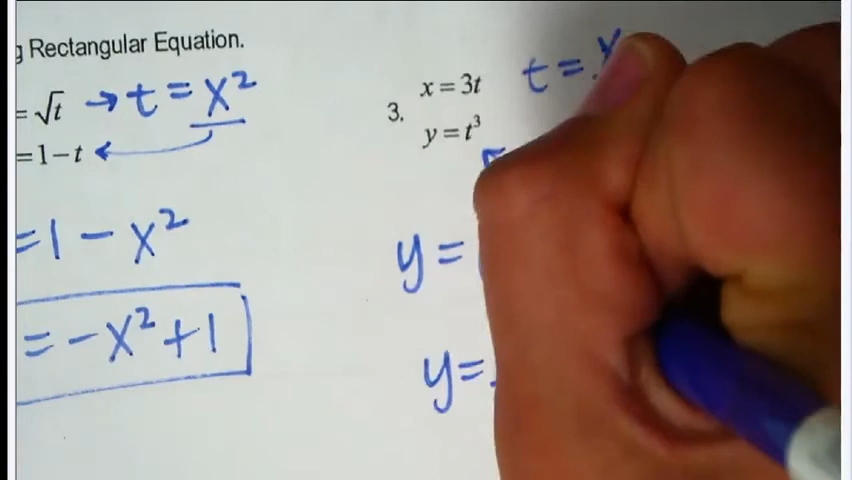 g Rectangular Equation.
= √t → t = x²
= 1 − t
= 1 − x²
= −x² + 1
3.
x = 3t
y = t³
t = x
y =
y =